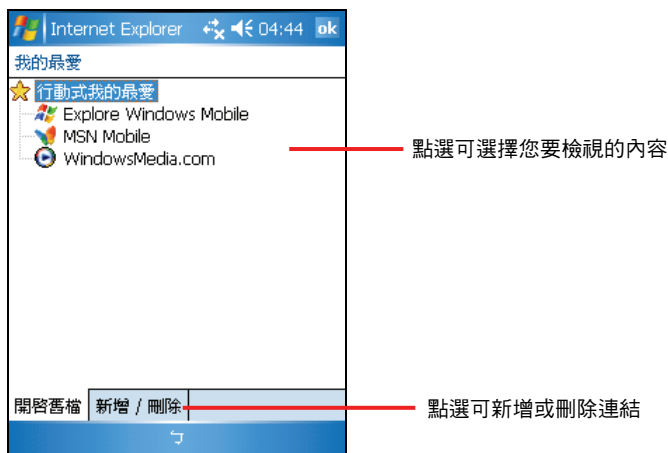 Internet Explorer 04:44 ok
我的最愛
行動式我的最愛
Explore Windows Mobile
MSN Mobile
WindowsMedia.com
點選可選擇您要檢視的內容
開啓舊檔 新增 / 刪除
點選可新增或刪除連結
ㄅ